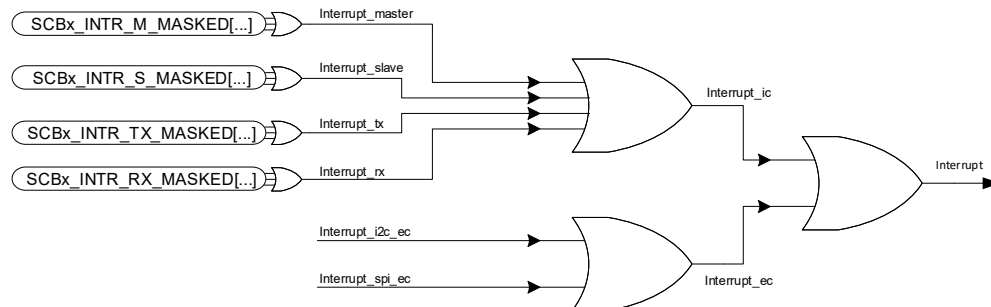 Interrupt_master
SCBx_INTR_M_MASKED[...]
Interrupt_slave
SCBx_INTR_S_MASKED[...]
Interrupt_ic
Interrupt_tx
SCBx_INTR_TX_MASKED[...]
Interrupt_rx
SCBx_INTR_RX_MASKED[...]
Interrupt
Interrupt_i2c_ec
Interrupt_spi_ec
Interrupt_ec